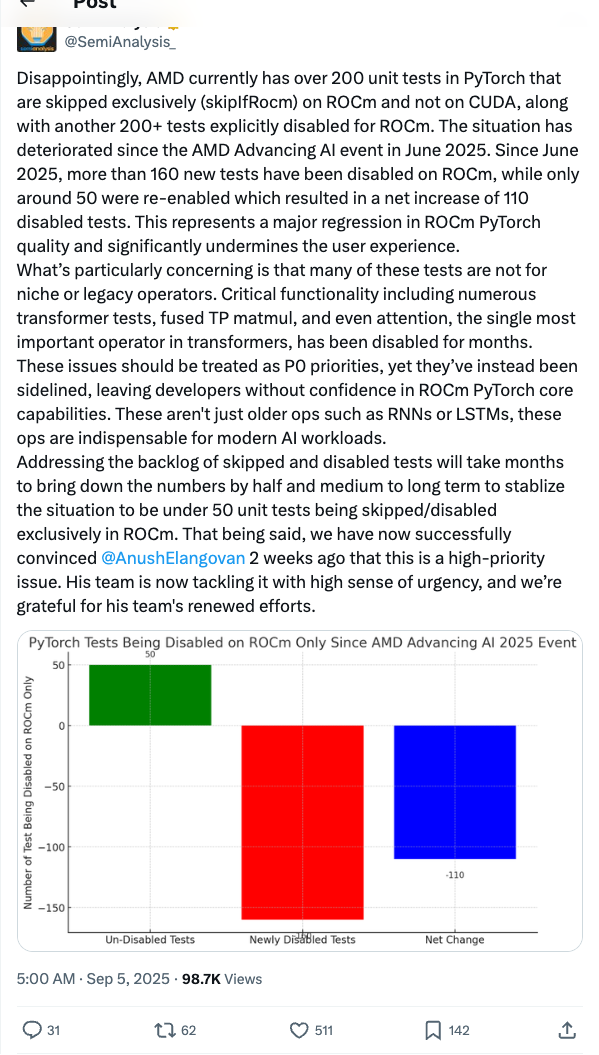 Post
@SemiAnalysis_
Disappointingly, AMD currently has over 200 unit tests in PyTorch that
are skipped exclusively (skipIfRocm) on ROCm and not on CUDA, along
with another 200+ tests explicitly disabled for ROCm. The situation has
deteriorated since the AMD Advancing AI event in June 2025. Since June
2025, more than 160 new tests have been disabled on ROCm, while only
around 50 were re-enabled which resulted in a net increase of 110
disabled tests. This represents a major regression in ROCm PyTorch
quality and significantly undermines the user experience.
What’s particularly concerning is that many of these tests are not for
niche or legacy operators. Critical functionality including numerous
transformer tests, fused TP matmul, and even attention, the single most
important operator in transformers, has been disabled for months.
These issues should be treated as P0 priorities, yet they’ve instead been
sidelined, leaving developers without confidence in ROCm PyTorch core
capabilities. These aren't just older ops such as RNNs or LSTMs, these
ops are indispensable for modern AI workloads.
Addressing the backlog of skipped and disabled tests will take months
to bring down the numbers by half and medium to long term to stablize
the situation to be under 50 unit tests being skipped/disabled
exclusively in ROCm. That being said, we have now successfully
convinced @AnushElangovan 2 weeks ago that this is a high-priority
issue. His team is now tackling it with high sense of urgency, and we’re
grateful for his team's renewed efforts.
PyTorch Tests Being Disabled on ROCm Only Since AMD Advancing AI 2025 Event
50
Number of Test Being Disabled on ROCm Only
50
0
−50
−100
−150
-110
Un-Disabled Tests
Newly Disabled Tests
Net Change
5:00 AM · Sep 5, 2025 · 98.7K Views
31
62
511
142